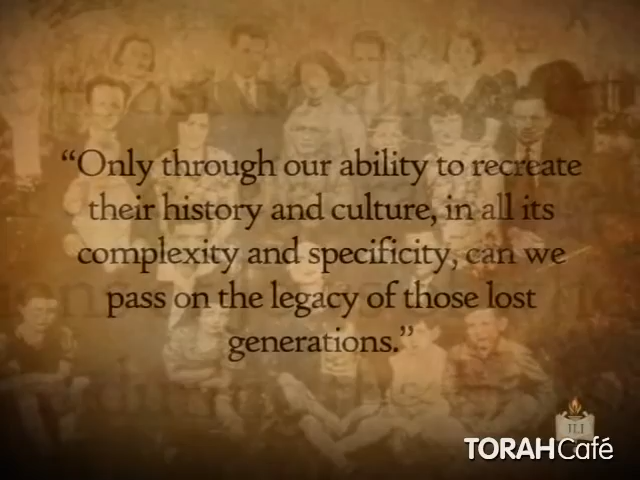 “Only through our ability to recreate
their history and culture, in all its
complexity and specificity, can we
pass on the legacy of those lost
generations.”
JLI
TORAHCafé